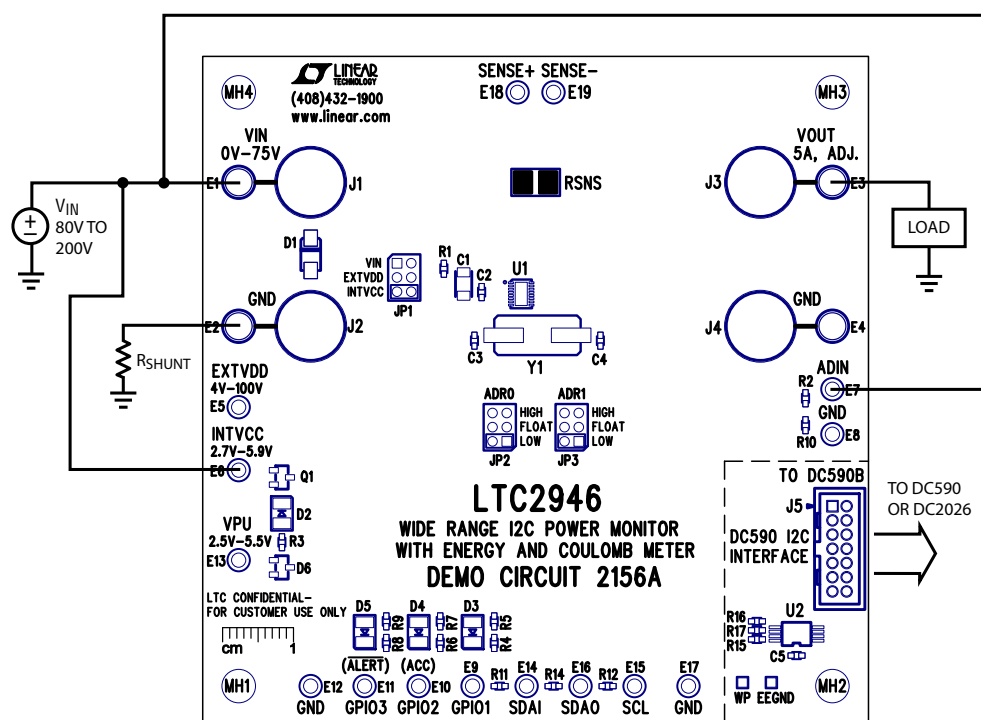 MH4
LINEAR
TECHNOLOGY
(408)432-1900
www.linear.com
SENSE+ SENSE-
E18 E19
MH3
VIN
0V-75V
E1
J1
RSNS
VOUT
5A, ADJ.
J3
E3
LOAD
VIN
80V TO
200V
D1
VIN
EXTVDD
INTVCC
JP1
R1
C1
C2
U1
GND
E2
J2
GND
J4
E4
C3
Y1
C4
RSHUNT
EXTVDD
4V-100V
E5
ADIN
R2
E7
GND
R10
E8
ADR0
HIGH
FLOAT
LOW
JP2
ADR1
HIGH
FLOAT
LOW
JP3
INTVCC
2.7V-5.9V
E6
Q1
D2
VPU
2.5V-5.5V
R3
E13
D6
LTC2946
WIDE RANGE I2C POWER MONITOR
WITH ENERGY AND COULOMB METER
DEMO CIRCUIT 2156A
TO DC590B
J5
DC590 I2C
INTERFACE
TO DC590
OR DC2026
LTC CONFIDENTIAL-
FOR CUSTOMER USE ONLY
cm 1
D5
R9
R8
D4
R7
R6
D3
R5
R4
U2
R16
R17
R15
C5
MH1
(ALERT) (ACC)
E12 E11 E10 E9 R11 E14 R14 E16 R12 E15 E17
GND GPIO3 GPIO2 GPIO1 SDAI SDAO SCL GND
WP EEGND
MH2